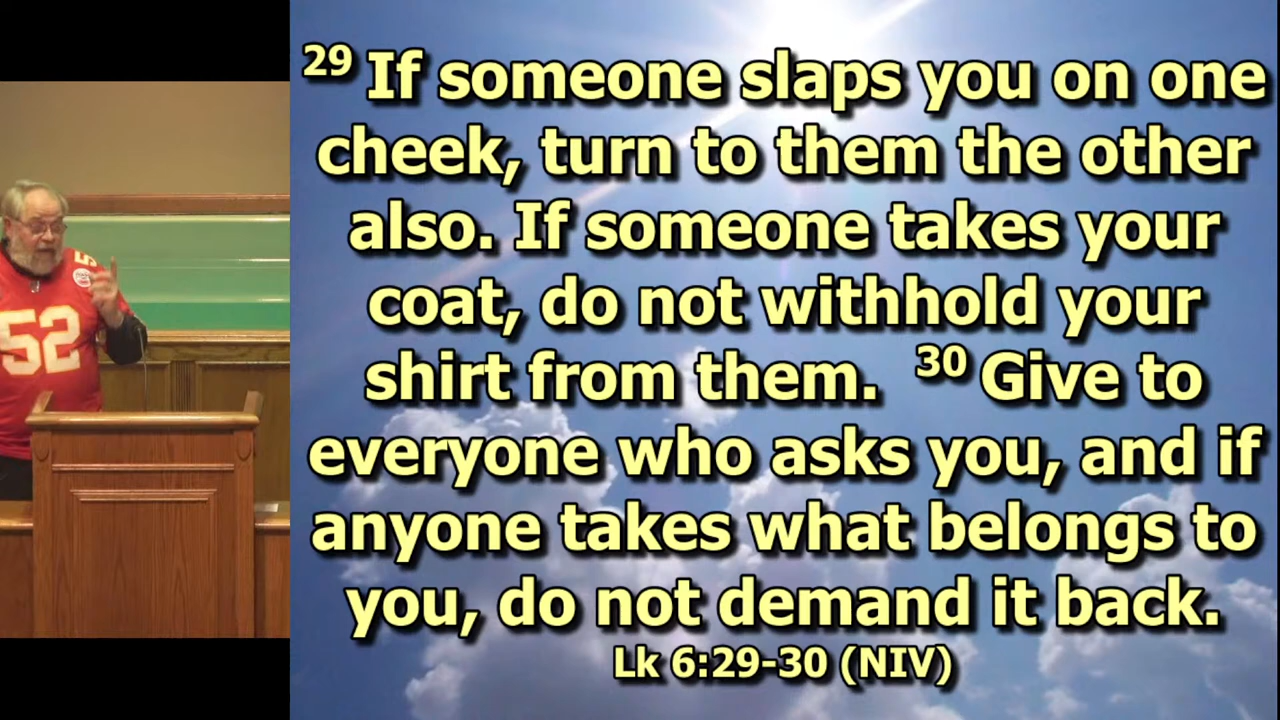 29 If someone slaps you on one
cheek, turn to them the other
also. If someone takes your
coat, do not withhold your
shirt from them. 30 Give to
everyone who asks you, and if
anyone takes what belongs to
you, do not demand it back.
Lk 6:29-30 (NIV)
52
5